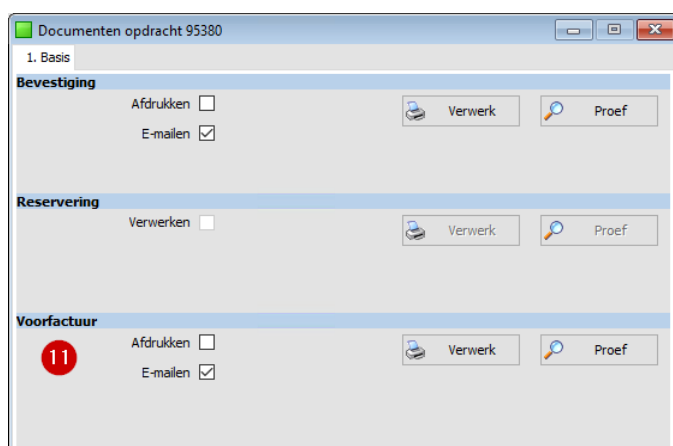 Documenten opdracht 95380
1. Basis
Bevestiging
Afdrukken
Verwerk
Proef
E-mailen
Reservering
Verwerken
Verwerk
Proef
Voorfactuur
Afdrukken
Verwerk
Proef
11
E-mailen